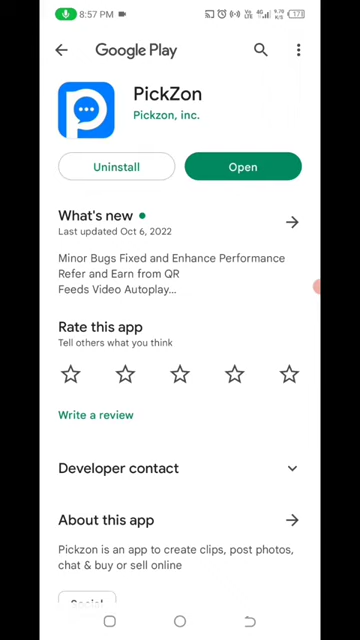 8:57 PM
Google Play
PickZon
Pickzon, inc.
Uninstall
Open
What's new
Last updated Oct 6, 2022
Minor Bugs Fixed and Enhance Performance
Refer and Earn from QR
Feeds Video Autoplay...
Rate this app
Tell others what you think
Write a review
Developer contact
About this app
Pickzon is an app to create clips, post photos,
chat & buy or sell online
Social